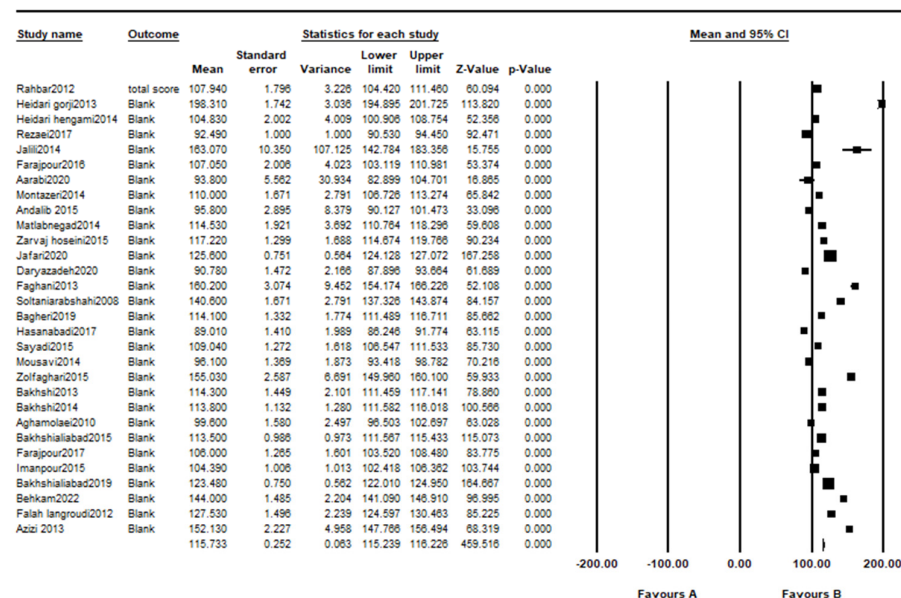 Study name Outcome Statistics for each study Mean and 95% CI
Standard Lower Upper
Mean error Variance limit limit Z-Value p-Value
Rahbar2012 total score 107.940 1.796 3.226 104.420 111.460 60.094 0.000
Heidari gorji2013 Blank 198.310 1.742 3.036 194.895 201.725 113.820 0.000
Heidari hengami2014 Blank 104.830 2.002 4.009 100.906 108.754 52.356 0.000
Rezaei2017 Blank 92.490 1.000 1.000 90.530 94.450 92.471 0.000
Jalili2014 Blank 163.070 10.350 107.125 142.784 183.356 15.755 0.000
Farajpour2016 Blank 107.050 2.006 4.023 103.119 110.981 53.374 0.000
Aarabi2020 Blank 93.800 5.562 30.934 82.899 104.701 16.865 0.000
Montazeri2014 Blank 110.000 1.671 2.791 106.726 113.274 65.842 0.000
Andalib 2015 Blank 95.800 2.895 8.379 90.127 101.473 33.096 0.000
Matlabnegad2014 Blank 114.530 1.921 3.692 110.764 118.296 59.608 0.000
Zarvaj hoseini2015 Blank 117.220 1.299 1.688 114.674 119.766 90.234 0.000
Jafari2020 Blank 125.600 0.751 0.564 124.128 127.072 167.258 0.000
Daryazadeh2020 Blank 90.780 1.472 2.166 87.896 93.664 61.689 0.000
Faghani2013 Blank 160.200 3.074 9.452 154.174 166.226 52.108 0.000
Soltaniarabshahi2008 Blank 140.600 1.671 2.791 137.326 143.874 84.157 0.000
Bagheri2019 Blank 114.100 1.332 1.774 111.489 116.711 85.662 0.000
Hasanabadi2017 Blank 89.010 1.410 1.989 86.246 91.774 63.115 0.000
Sayadi2015 Blank 109.040 1.272 1.618 106.547 111.533 85.730 0.000
Mousavi2014 Blank 96.100 1.369 1.873 93.418 98.782 70.216 0.000
Zolfaghari2015 Blank 155.030 2.587 6.691 149.960 160.100 59.933 0.000
Bakhshi2013 Blank 114.300 1.449 2.101 111.459 117.141 78.860 0.000
Bakhshi2014 Blank 113.800 1.132 1.280 111.582 116.018 100.566 0.000
Aghamolaei2010 Blank 99.600 1.580 2.497 96.503 102.697 63.028 0.000
Bakhshialiabad2015 Blank 113.500 0.986 0.973 111.567 115.433 115.073 0.000
Farajpour2017 Blank 106.000 1.265 1.601 103.520 108.480 83.775 0.000
Imanpour2015 Blank 104.390 1.006 1.013 102.418 106.362 103.744 0.000
Bakhshialiabad2019 Blank 123.480 0.750 0.562 122.010 124.950 164.667 0.000
Behkam2022 Blank 144.000 1.485 2.204 141.090 146.910 96.995 0.000
Falah langroudi2012 Blank 127.530 1.496 2.239 124.597 130.463 85.225 0.000
Azizi 2013 Blank 152.130 2.227 4.958 147.766 156.494 68.319 0.000
115.733 0.252 0.063 115.239 116.226 459.516 0.000
-200.00 -100.00 0.00 100.00 200.00
Favours A Favours B